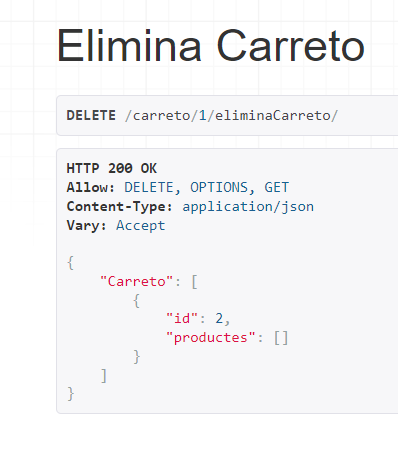 Elimina Carreto
DELETE /carreto/1/eliminaCarreto/
HTTP 200 OK
Allow: DELETE, OPTIONS, GET
Content-Type: application/json
Vary: Accept
{
"Carreto": [
{
"id": 2,
"productes": []
}
]
}